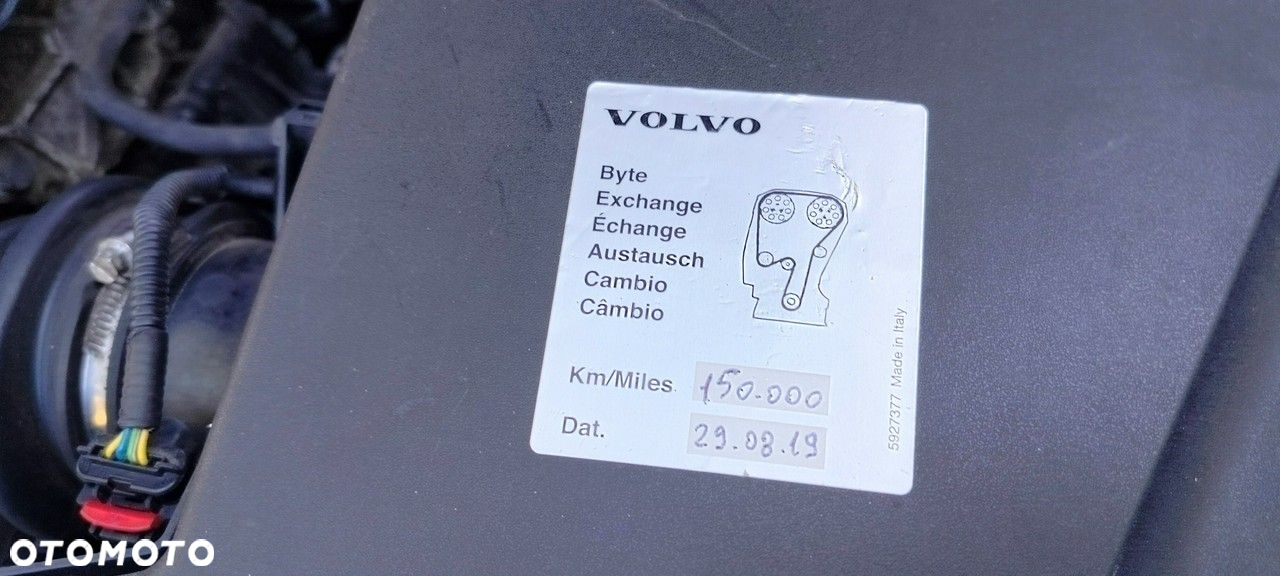 VOLVO
Byte
Exchange
Échange
Austausch
Cambio
Câmbio
Km/Miles 150.000
Dat. 29.08.19
5927377 Made in Italy
OTOMOTO